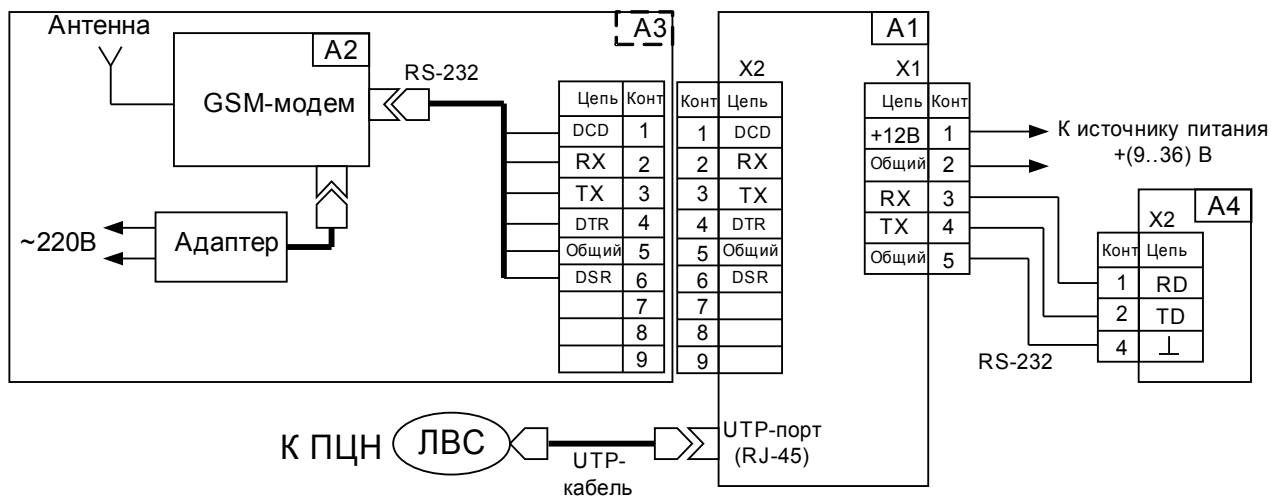 Антенна
А2
GSM-модем
RS-232
Адаптер
~220В
А3
Цепь Конт
DCD 1
RX 2
TX 3
DTR 4
Общий 5
DSR 6
7
8
9
А1
X2
Конт Цепь
1 DCD
2 RX
3 TX
4 DTR
5 Общий
6 DSR
7
8
9
X1
Цепь Конт
+12В 1
Общий 2
RX 3
TX 4
Общий 5
К источнику питания
+(9..36) В
RS-232
А4
X2
Конт Цепь
1 RD
2 TD
4 ⊥
К ПЦН
ЛВС
UTP-
кабель
UTP-порт
(RJ-45)